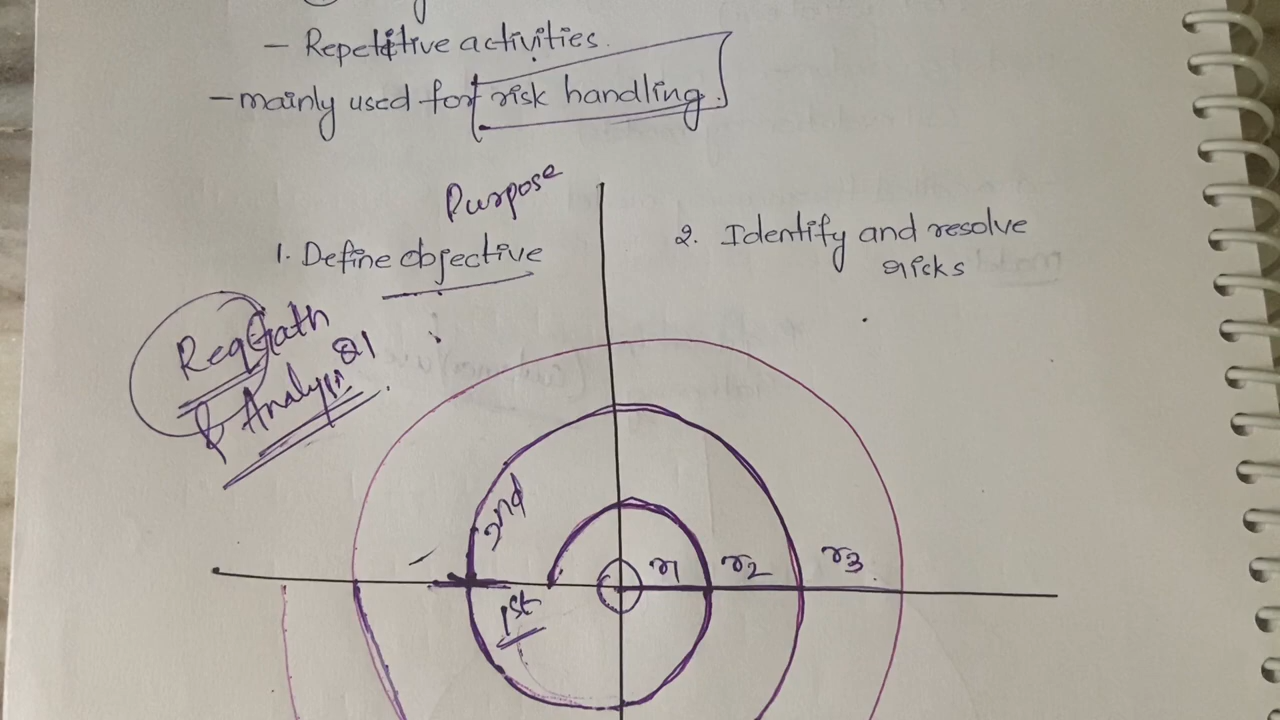 - Repetitive activities.
- mainly used for risk handling.
Purpose
1. Define objective
2. Identify and resolve
risks
Req Gath
& Analysis Q1
2nd
1st
r1
r2
r3